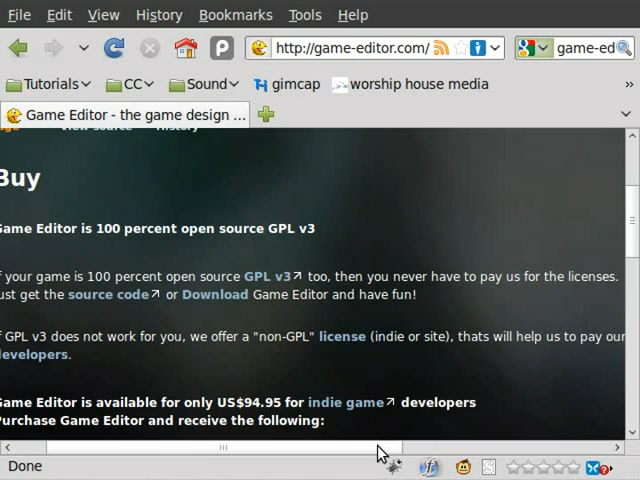 File Edit View History Bookmarks Tools Help
http://game-editor.com/ game-ed
Tutorials CC Sound gimcap worship house media »
Game Editor - the game design ...
View source History
Buy
Game Editor is 100 percent open source GPL v3
f your game is 100 percent open source GPL v3 too, then you never have to pay us for the licenses.
ust get the source code or Download Game Editor and have fun!
f GPL v3 does not work for you, we offer a "non-GPL" license (indie or site), thats will help us to pay our
developers.
Game Editor is available for only US$94.95 for indie game developers
Purchase Game Editor and receive the following:
Done